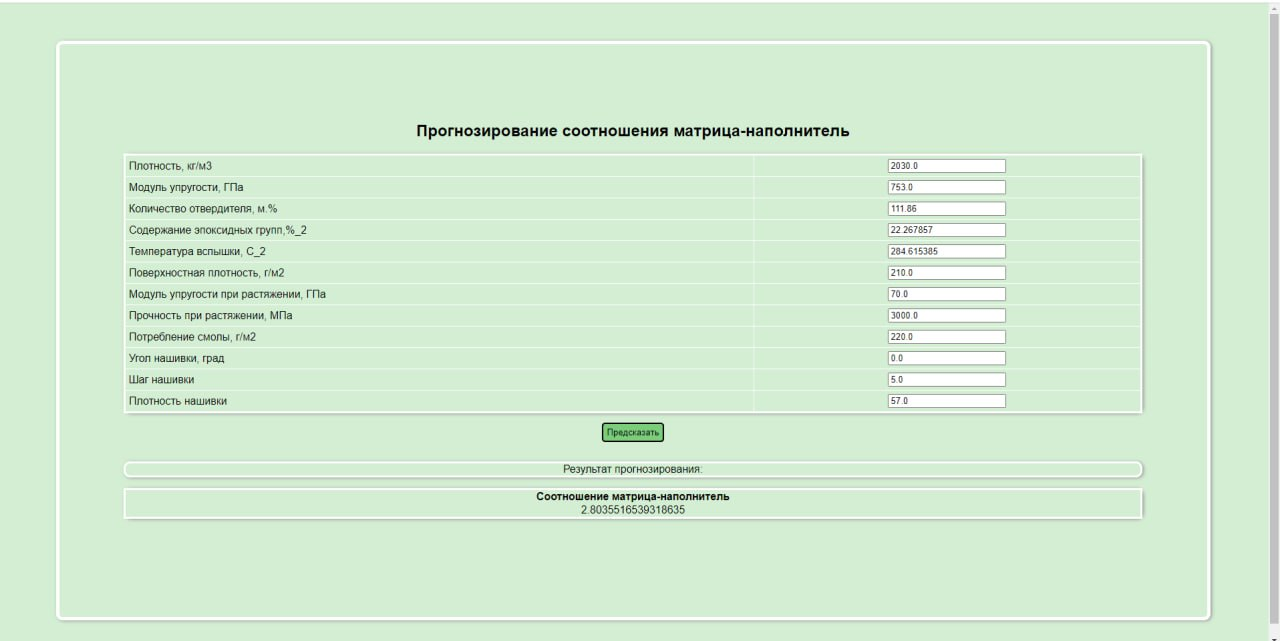 Прогнозирование соотношения матрица-наполнитель
Плотность, кг/м3 2030.0
Модуль упругости, ГПа 753.0
Количество отвердителя, м.% 111.86
Содержание эпоксидных групп,%_2 22.267857
Температура вспышки, С_2 284.615385
Поверхностная плотность, г/м2 210.0
Модуль упругости при растяжении, ГПа 70.0
Прочность при растяжении, МПа 3000.0
Потребление смолы, г/м2 220.0
Угол нашивки, град 0.0
Шаг нашивки 5.0
Плотность нашивки 57.0
Предсказать
Результат прогнозирования:
Соотношение матрица-наполнитель
2.8035516539318635